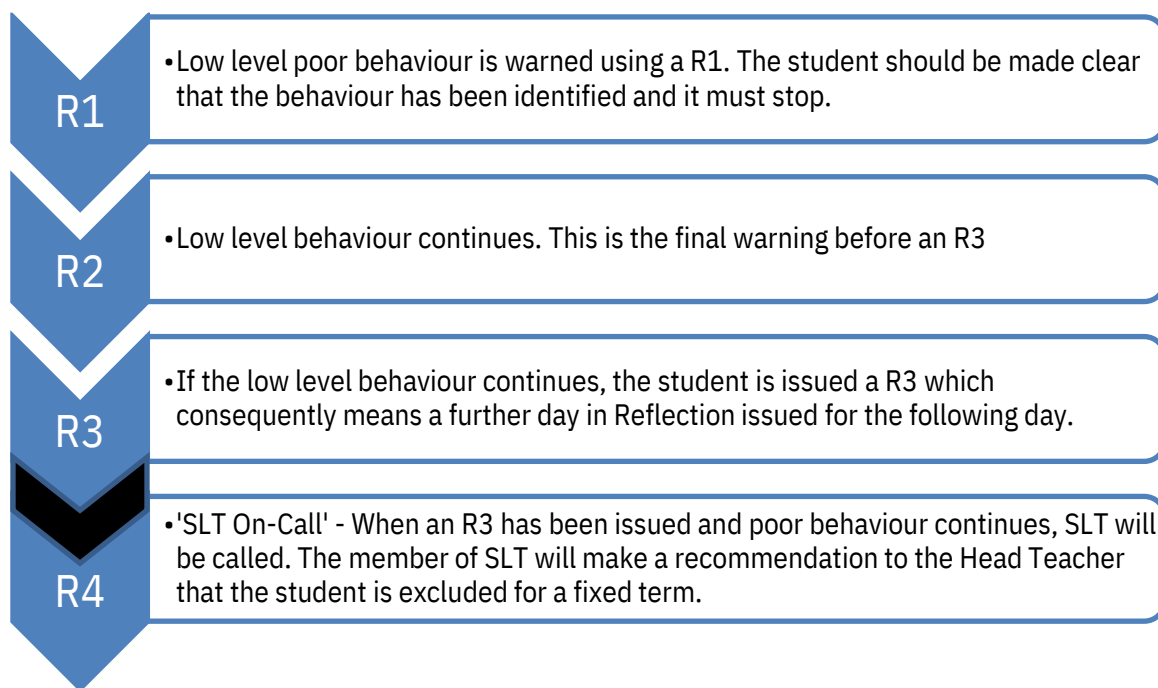 R1
•Low level poor behaviour is warned using a R1. The student should be made clear
that the behaviour has been identified and it must stop.
R2
•Low level behaviour continues. This is the final warning before an R3
R3
•If the low level behaviour continues, the student is issued a R3 which
consequently means a further day in Reflection issued for the following day.
R4
•'SLT On-Call' - When an R3 has been issued and poor behaviour continues, SLT will
be called. The member of SLT will make a recommendation to the Head Teacher
that the student is excluded for a fixed term.